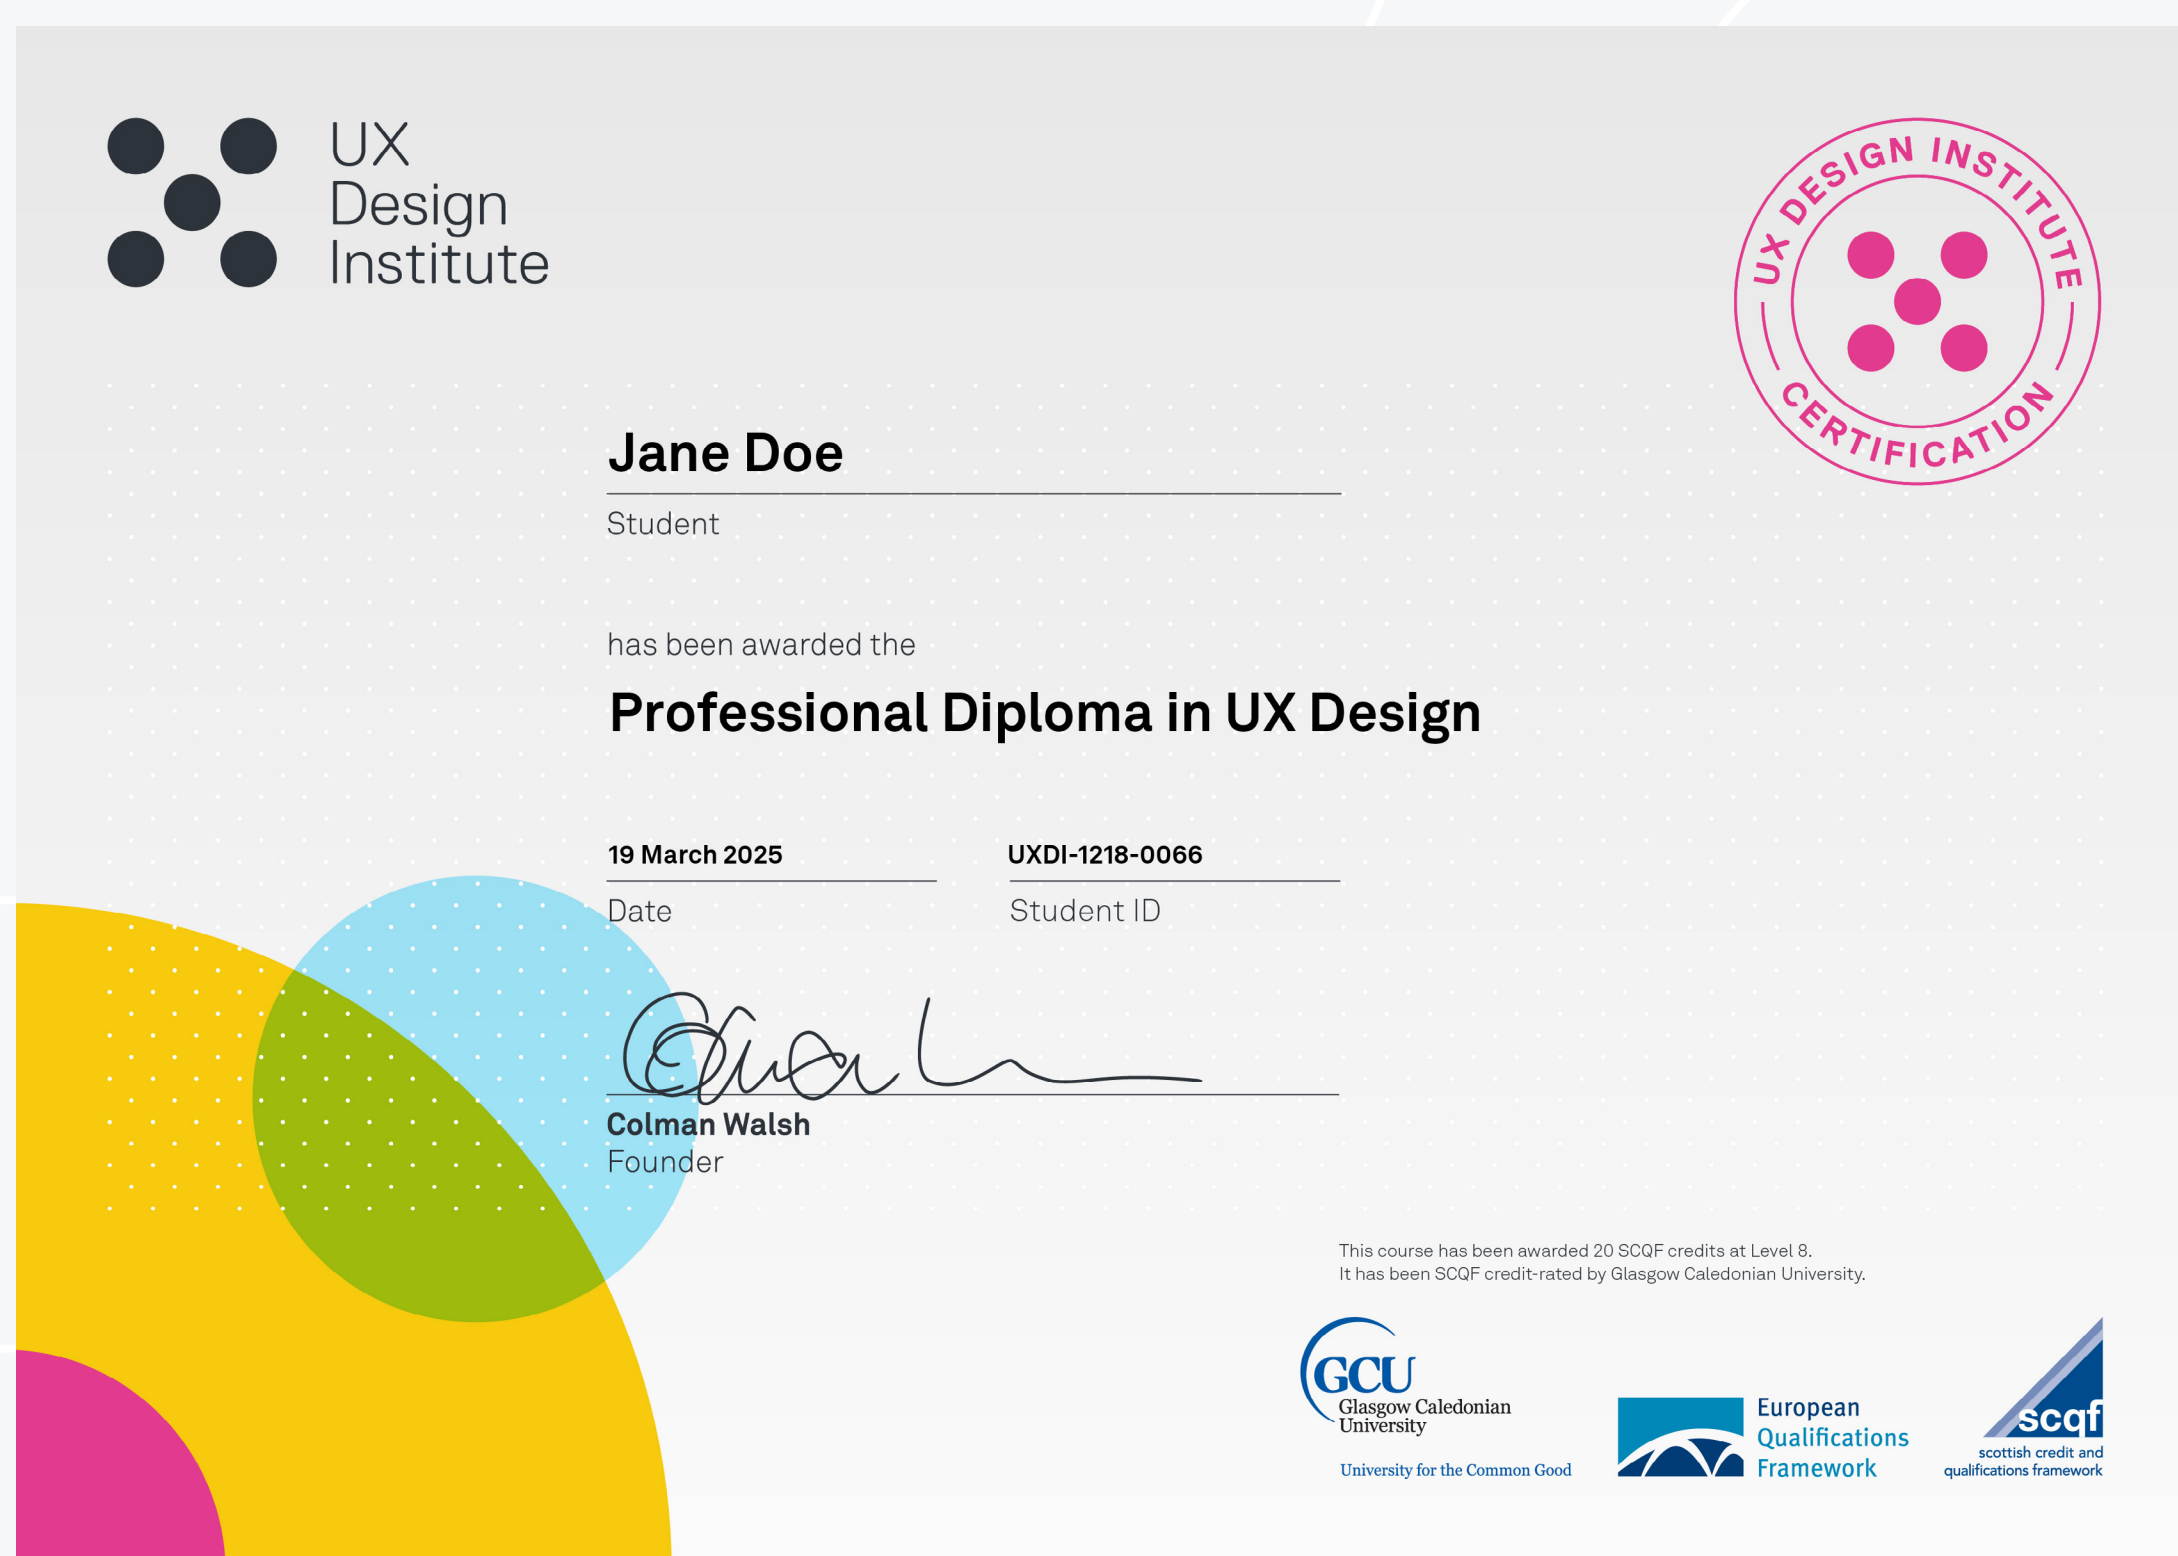 UX
Design
Institute
UX DESIGN INSTITUTE
CERTIFICATION
Jane Doe
Student
has been awarded the
Professional Diploma in UX Design
19 March 2025
Date
UXDI-1218-0066
Student ID
Colman Walsh
Founder
This course has been awarded 20 SCQF credits at Level 8.
It has been SCQF credit-rated by Glasgow Caledonian University.
GCU
Glasgow Caledonian
University
University for the Common Good
European
Qualifications
Framework
scqf
scottish credit and
qualifications framework